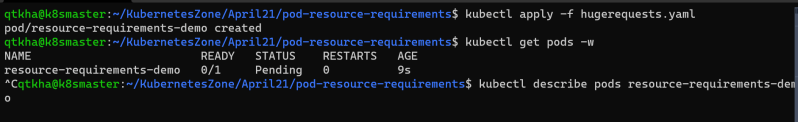 qtkha@k8smaster:~/KubernetesZone/April21/pod-resource-requirements$ kubectl apply -f hugerequests.yaml
pod/resource-requirements-demo created
qtkha@k8smaster:~/KubernetesZone/April21/pod-resource-requirements$ kubectl get pods -w
NAME                         READY   STATUS    RESTARTS   AGE
resource-requirements-demo   0/1     Pending   0          9s
^Cqtkha@k8smaster:~/KubernetesZone/April21/pod-resource-requirements$ kubectl describe pods resource-requirements-dem
o